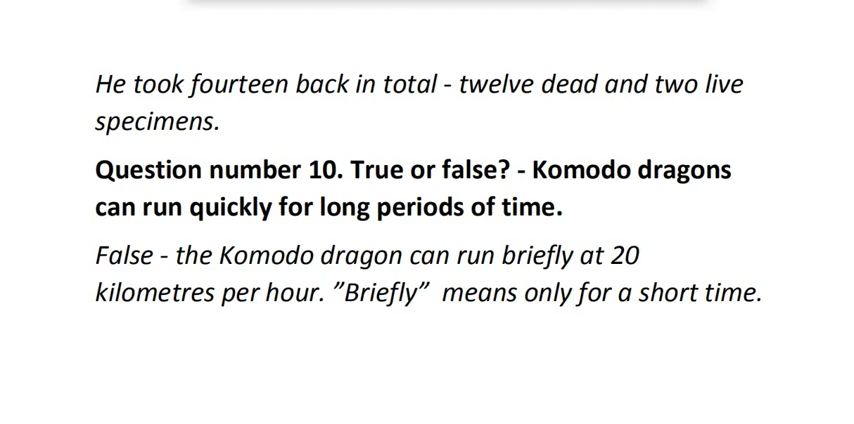 He took fourteen back in total - twelve dead and two live
specimens.
Question number 10. True or false? - Komodo dragons
can run quickly for long periods of time.
False - the Komodo dragon can run briefly at 20
kilometres per hour. ”Briefly”  means only for a short time.